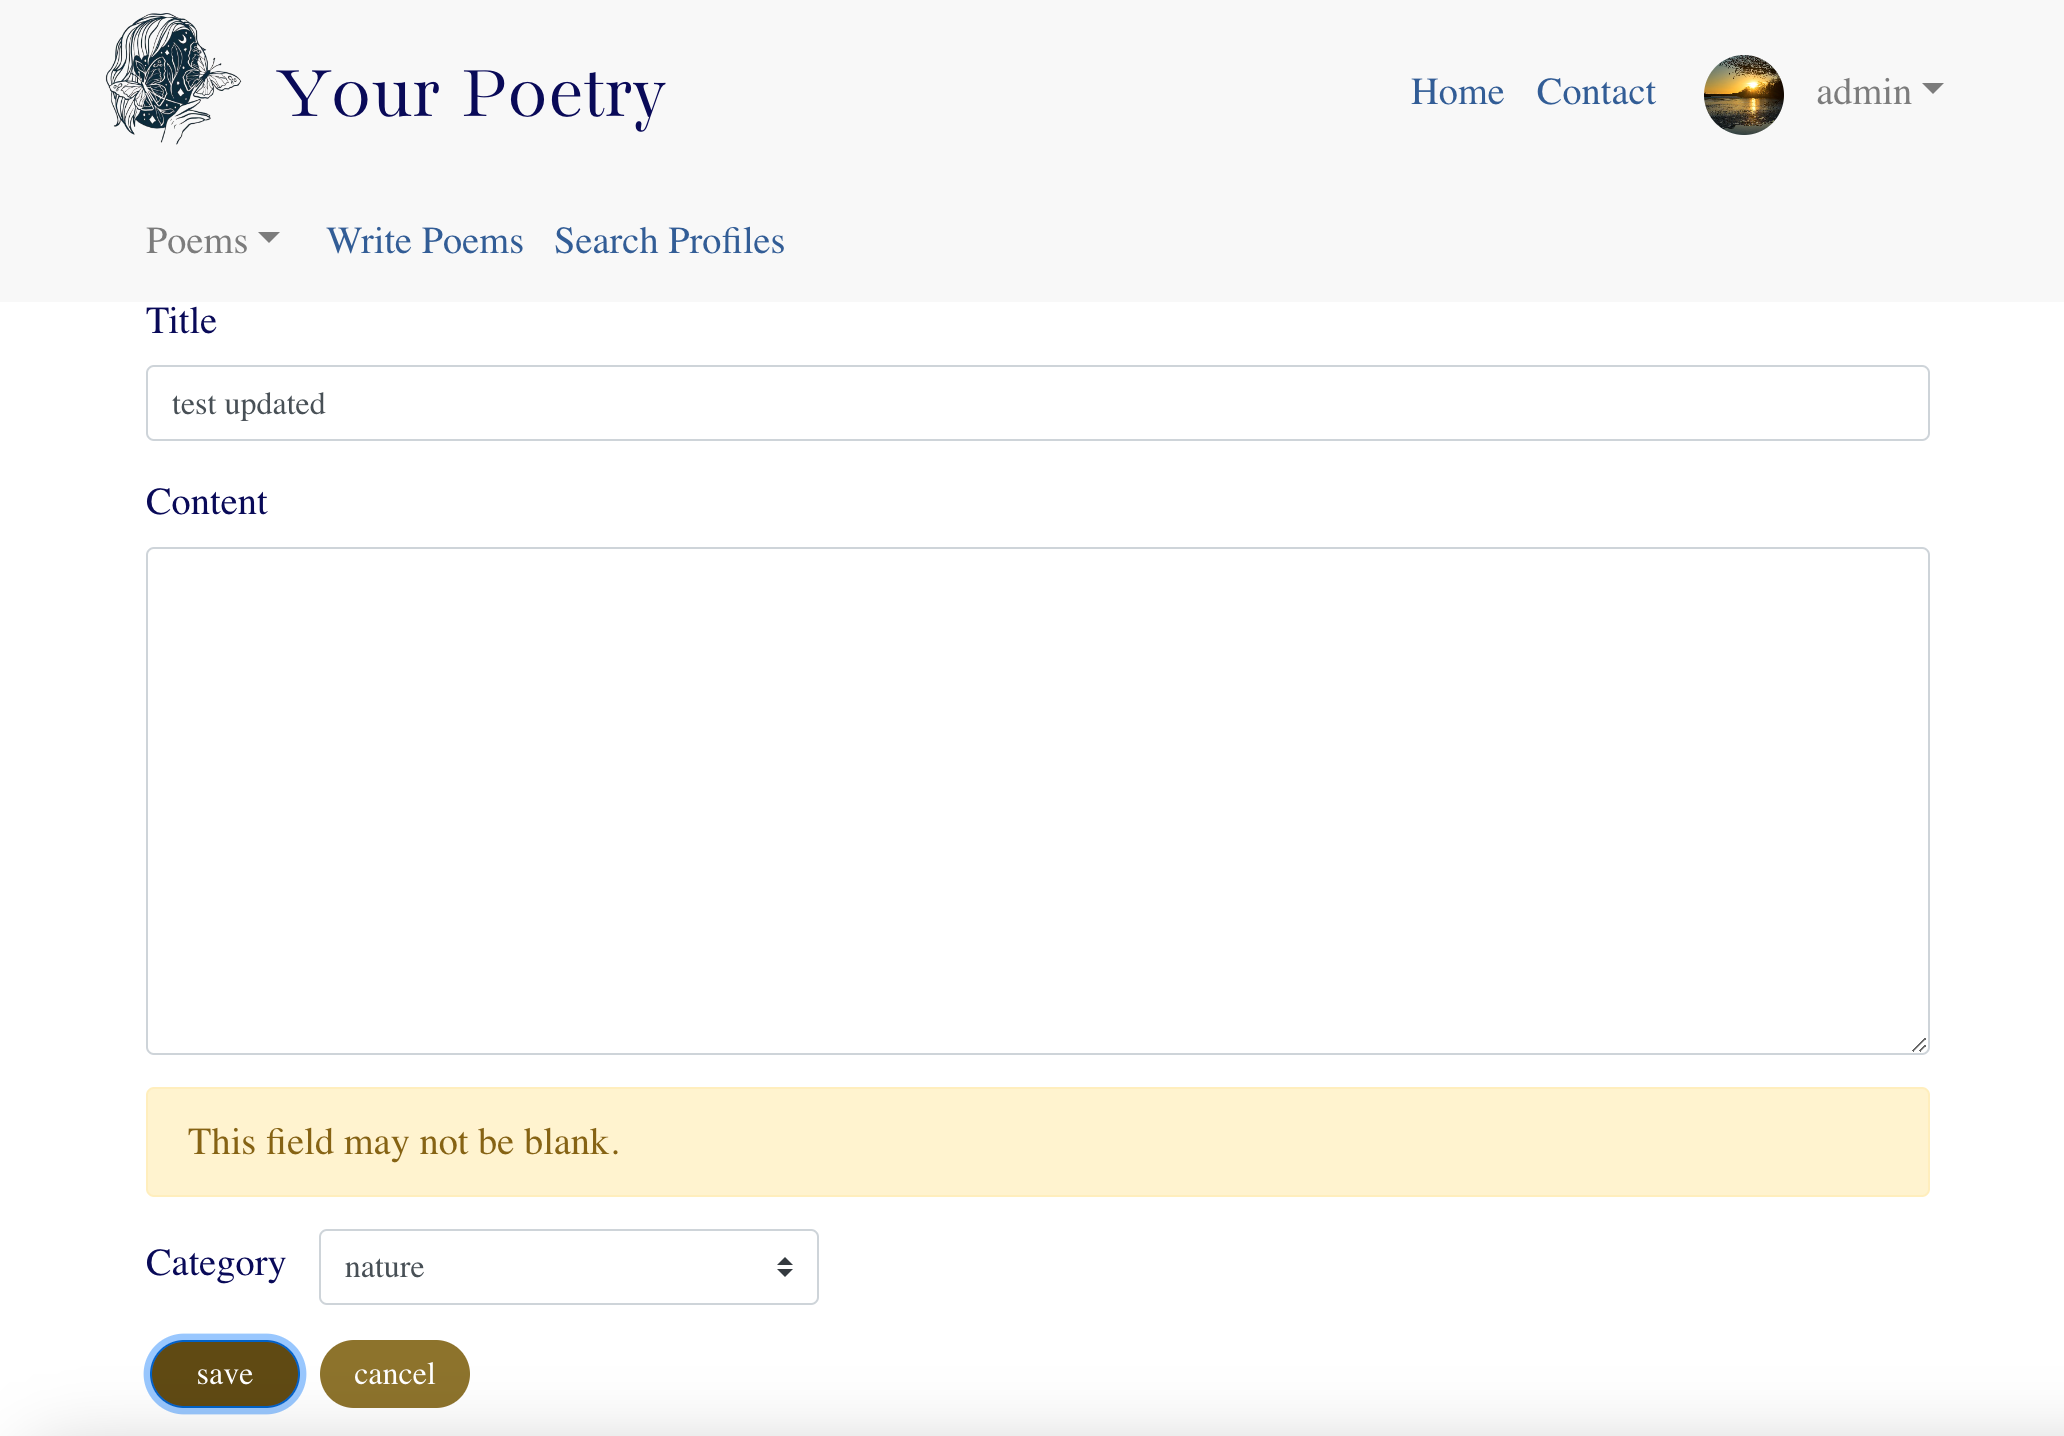 Your Poetry
Home Contact admin
Poems Write Poems Search Profiles
Title
test updated
Content
This field may not be blank.
Category nature
save cancel